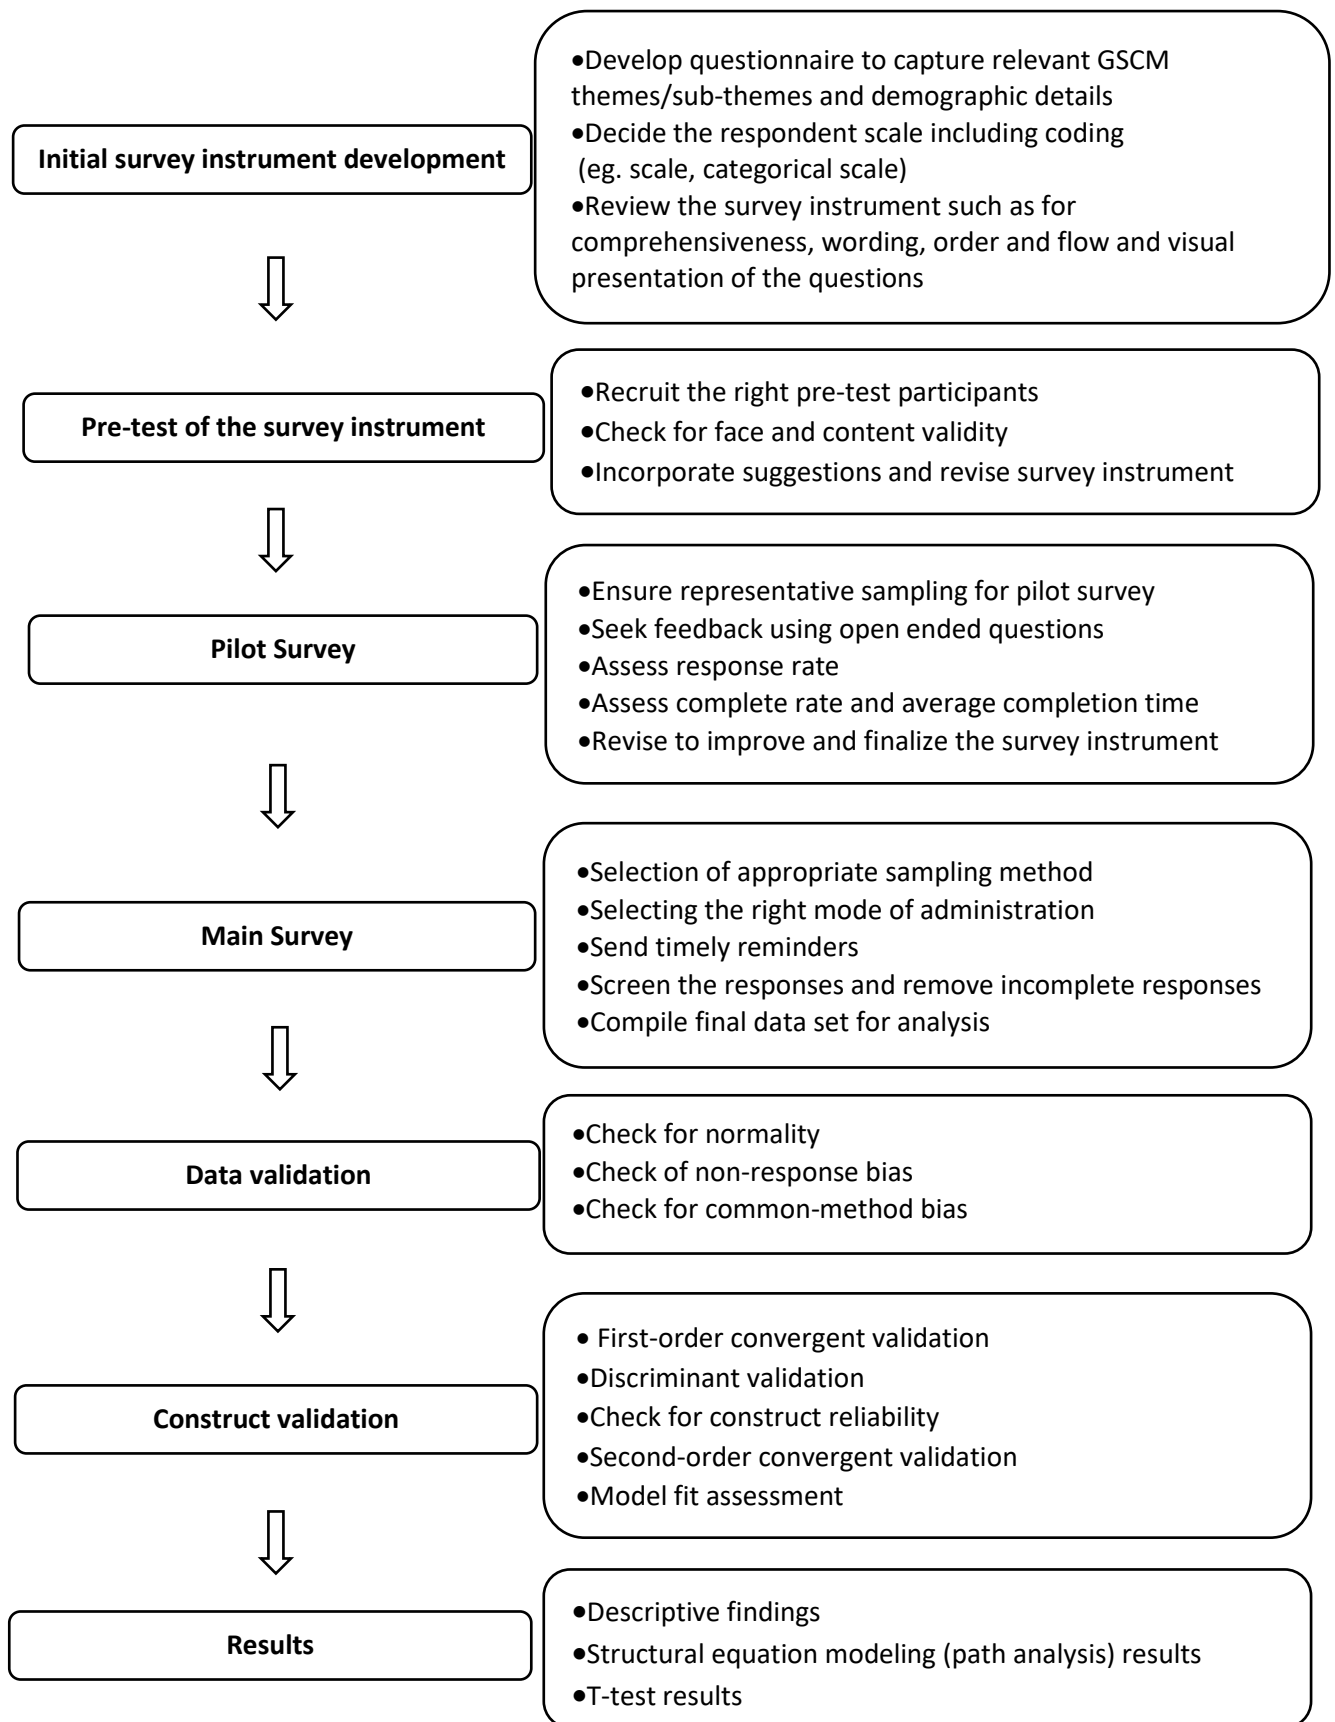 Initial survey instrument development
•Develop questionnaire to capture relevant GSCM
themes/sub-themes and demographic details
•Decide the respondent scale including coding
(eg. scale, categorical scale)
•Review the survey instrument such as for
comprehensiveness, wording, order and flow and visual
presentation of the questions
Pre-test of the survey instrument
•Recruit the right pre-test participants
•Check for face and content validity
•Incorporate suggestions and revise survey instrument
Pilot Survey
•Ensure representative sampling for pilot survey
•Seek feedback using open ended questions
•Assess response rate
•Assess complete rate and average completion time
•Revise to improve and finalize the survey instrument
Main Survey
•Selection of appropriate sampling method
•Selecting the right mode of administration
•Send timely reminders
•Screen the responses and remove incomplete responses
•Compile final data set for analysis
Data validation
•Check for normality
•Check of non-response bias
•Check for common-method bias
Construct validation
• First-order convergent validation
•Discriminant validation
•Check for construct reliability
•Second-order convergent validation
•Model fit assessment
Results
•Descriptive findings
•Structural equation modeling (path analysis) results
•T-test results